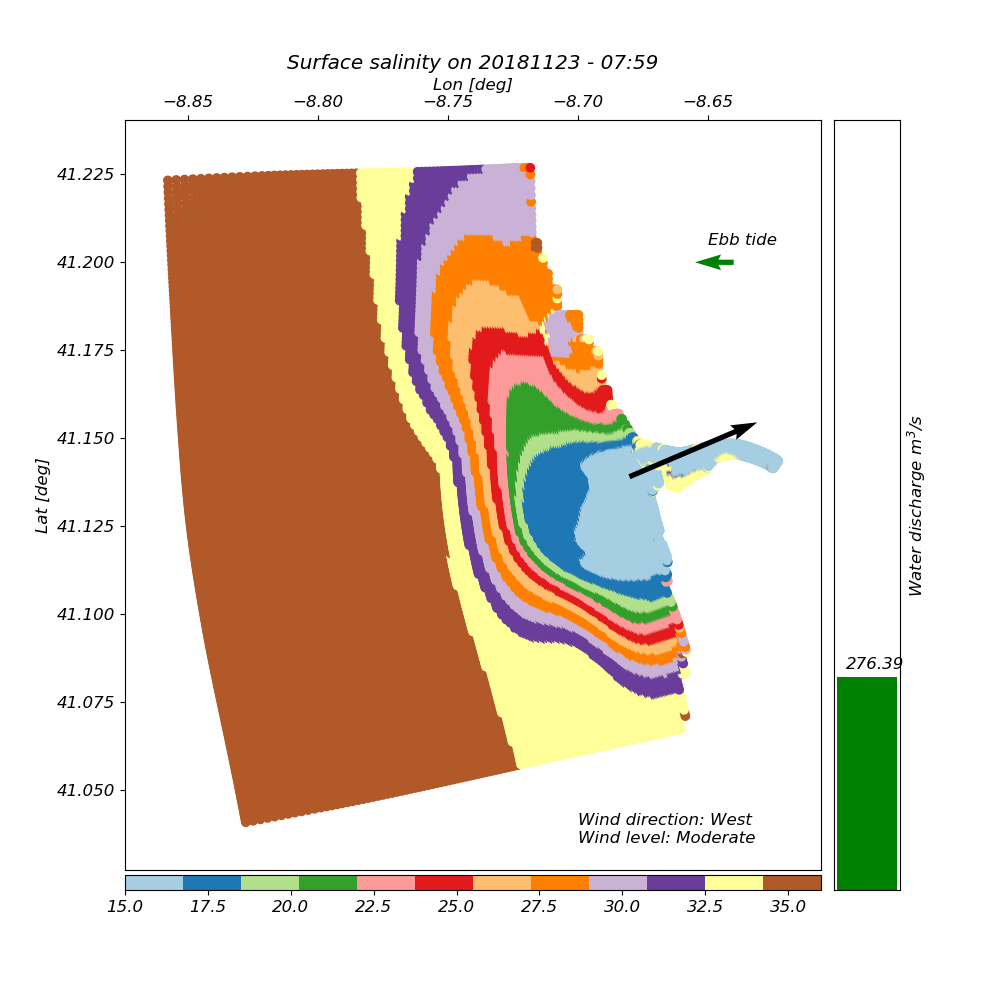 Surface salinity on 20181123 - 07:59
Lon [deg]
−8.85 −8.80 −8.75 −8.70 −8.65
41.225
41.200
41.175
41.150
41.125
41.100
41.075
41.050
Lat [deg]
Ebb tide
Wind direction: West
Wind level: Moderate
276.39
Water discharge m³/s
15.0 17.5 20.0 22.5 25.0 27.5 30.0 32.5 35.0